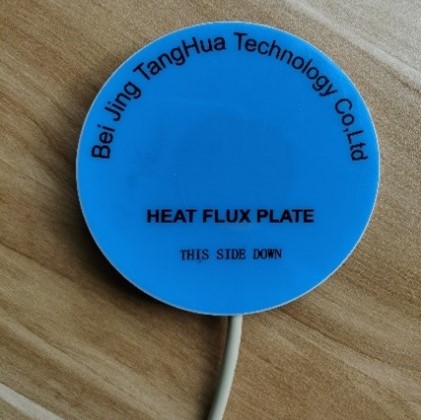 Bei Jing TangHua Technology Co,Ltd
HEAT FLUX PLATE
THIS SIDE DOWN